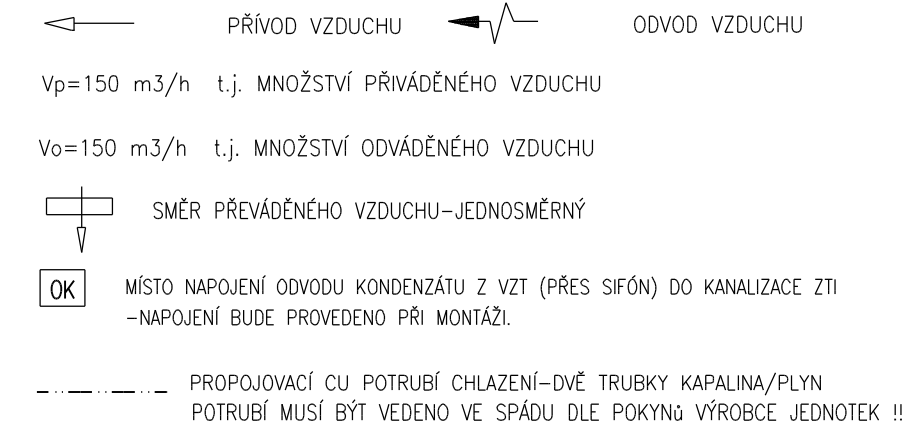 PŘÍVOD VZDUCHU ODVOD VZDUCHU
Vp=150 m3/h t.j. MNOŽSTVÍ PŘIVÁDĚNÉHO VZDUCHU
Vo=150 m3/h t.j. MNOŽSTVÍ ODVÁDĚNÉHO VZDUCHU
SMĚR PŘEVÁDĚNÉHO VZDUCHU-JEDNOSMĚRNÝ
OK MÍSTO NAPOJENÍ ODVODU KONDENZÁTU Z VZT (PŘES SIFÓN) DO KANALIZACE ZTI
-NAPOJENÍ BUDE PROVEDENO PŘI MONTÁŽI.
PROPOJOVACÍ CU POTRUBÍ CHLAZENÍ-DVĚ TRUBKY KAPALINA/PLYN
POTRUBÍ MUSÍ BÝT VEDENO VE SPÁDU DLE POKYNů VÝROBCE JEDNOTEK !!